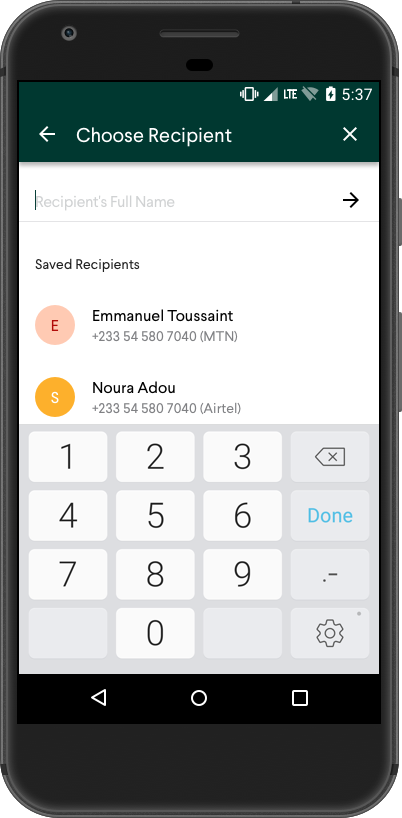 LTE 5:37
Choose Recipient
Recipient's Full Name
Saved Recipients
E
Emmanuel Toussaint
+233 54 580 7040 (MTN)
S
Noura Adou
+233 54 580 7040 (Airtel)
1 2 3
4 5 6 Done
7 8 9 .-
0